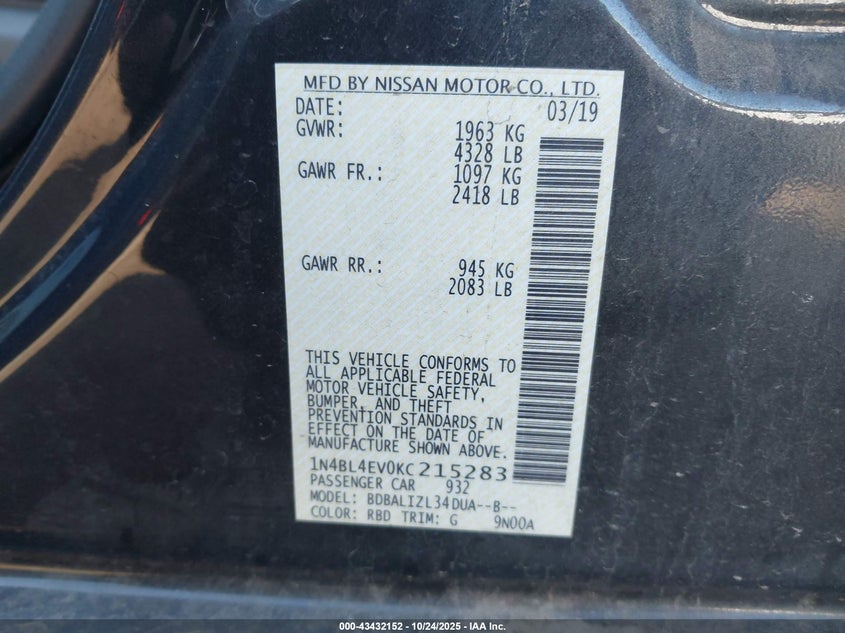 MFD BY NISSAN MOTOR CO., LTD.
DATE: 03/19
GVWR: 1963 KG
4328 LB
GAWR FR.: 1097 KG
2418 LB
GAWR RR.: 945 KG
2083 LB
THIS VEHICLE CONFORMS TO
ALL APPLICABLE FEDERAL
MOTOR VEHICLE SAFETY,
BUMPER, AND THEFT
PREVENTION STANDARDS IN
EFFECT ON THE DATE OF
MANUFACTURE SHOWN ABOVE.
1N4BL4EV0KC215283
PASSENGER CAR 932
MODEL: BDBALIZL34DUA--B--
COLOR: RBD TRIM: G 9N00A
000-43432152 - 10/24/2025 - IAA Inc.